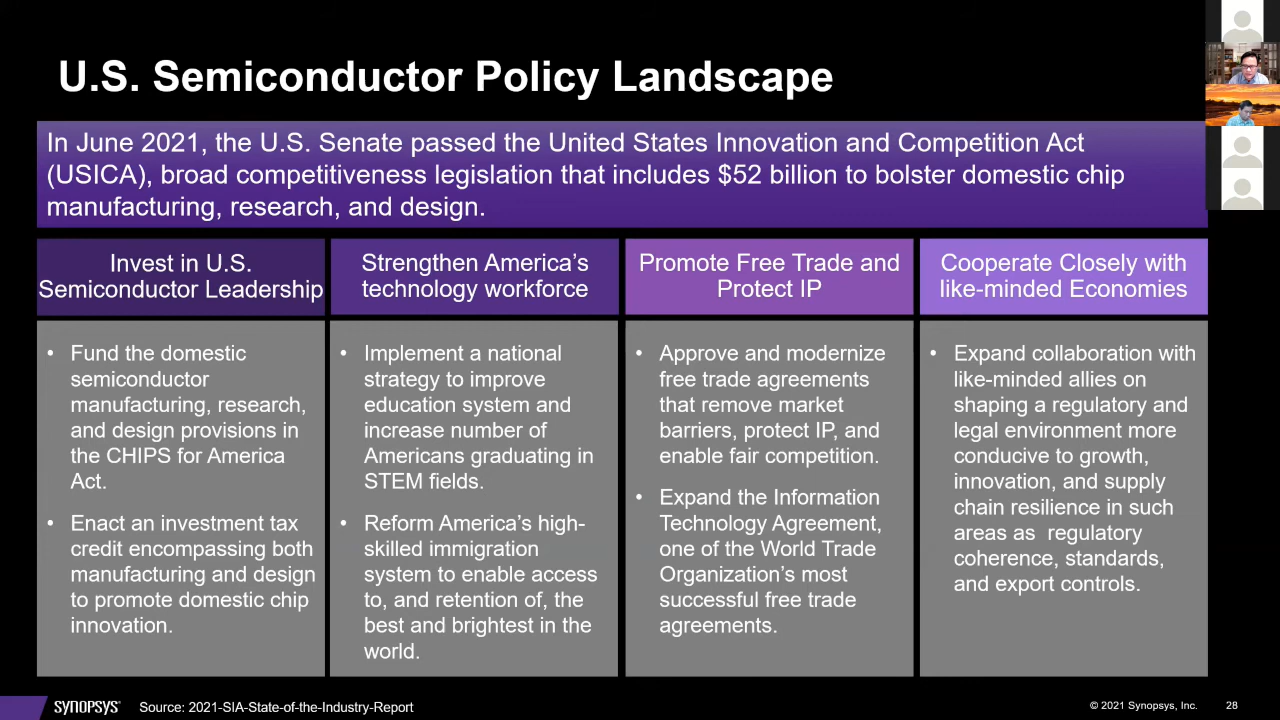 U.S. Semiconductor Policy Landscape
In June 2021, the U.S. Senate passed the United States Innovation and Competition Act
(USICA), broad competitiveness legislation that includes $52 billion to bolster domestic chip
manufacturing, research, and design.
Invest in U.S.
Semiconductor Leadership
• Fund the domestic
semiconductor
manufacturing, research,
and design provisions in
the CHIPS for America
Act.
• Enact an investment tax
credit encompassing both
manufacturing and design
to promote domestic chip
innovation.
Strengthen America’s
technology workforce
• Implement a national
strategy to improve
education system and
increase number of
Americans graduating in
STEM fields.
• Reform America’s high-
skilled immigration
system to enable access
to, and retention of, the
best and brightest in the
world.
Promote Free Trade and
Protect IP
• Approve and modernize
free trade agreements
that remove market
barriers, protect IP, and
enable fair competition.
• Expand the Information
Technology Agreement,
one of the World Trade
Organization’s most
successful free trade
agreements.
Cooperate Closely with
like-minded Economies
• Expand collaboration with
like-minded allies on
shaping a regulatory and
legal environment more
conducive to growth,
innovation, and supply
chain resilience in such
areas as regulatory
coherence, standards,
and export controls.
SYNOPSYS
Source: 2021-SIA-State-of-the-Industry-Report
© 2021 Synopsys, Inc.
28